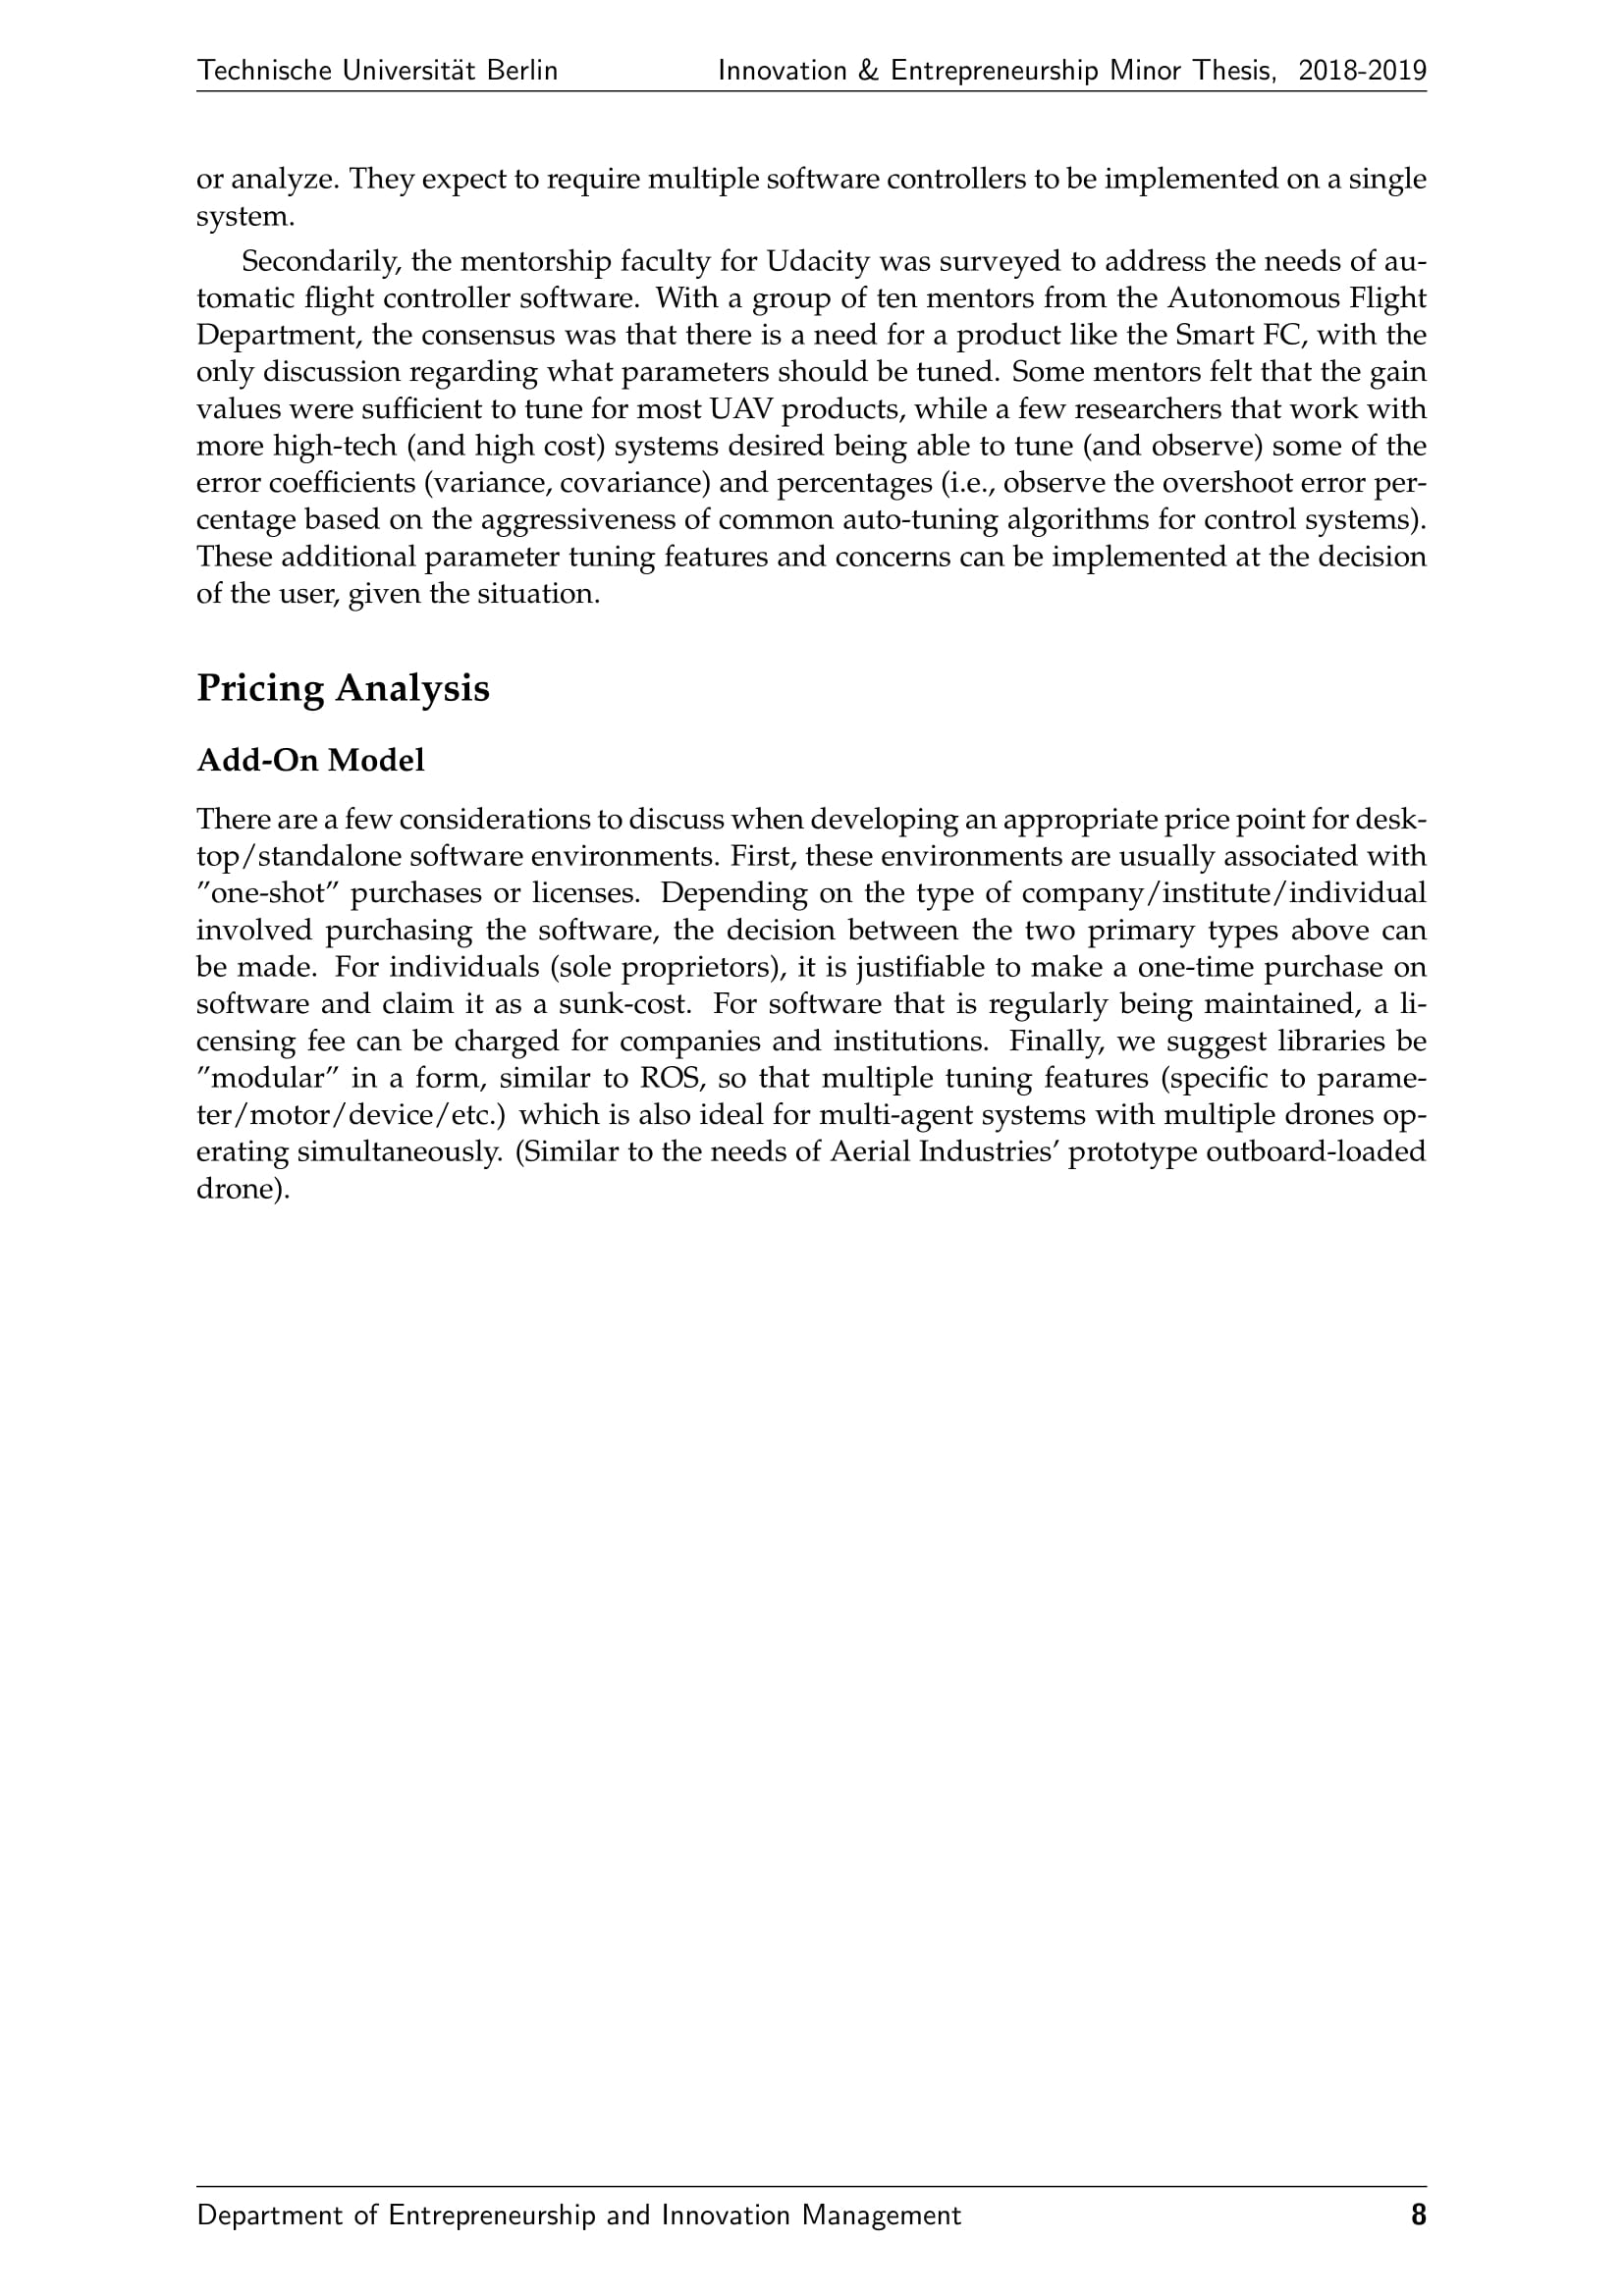 Technische Universität Berlin Innovation & Entrepreneurship Minor Thesis, 2018-2019
or analyze. They expect to require multiple software controllers to be implemented on a single
system.
Secondarily, the mentorship faculty for Udacity was surveyed to address the needs of au-
tomatic flight controller software. With a group of ten mentors from the Autonomous Flight
Department, the consensus was that there is a need for a product like the Smart FC, with the
only discussion regarding what parameters should be tuned. Some mentors felt that the gain
values were sufficient to tune for most UAV products, while a few researchers that work with
more high-tech (and high cost) systems desired being able to tune (and observe) some of the
error coefficients (variance, covariance) and percentages (i.e., observe the overshoot error per-
centage based on the aggressiveness of common auto-tuning algorithms for control systems).
These additional parameter tuning features and concerns can be implemented at the decision
of the user, given the situation.
Pricing Analysis
Add-On Model
There are a few considerations to discuss when developing an appropriate price point for desk-
top/standalone software environments. First, these environments are usually associated with
”one-shot” purchases or licenses. Depending on the type of company/institute/individual
involved purchasing the software, the decision between the two primary types above can
be made. For individuals (sole proprietors), it is justifiable to make a one-time purchase on
software and claim it as a sunk-cost. For software that is regularly being maintained, a li-
censing fee can be charged for companies and institutions. Finally, we suggest libraries be
”modular” in a form, similar to ROS, so that multiple tuning features (specific to parame-
ter/motor/device/etc.) which is also ideal for multi-agent systems with multiple drones op-
erating simultaneously. (Similar to the needs of Aerial Industries’ prototype outboard-loaded
drone).
Department of Entrepreneurship and Innovation Management 8